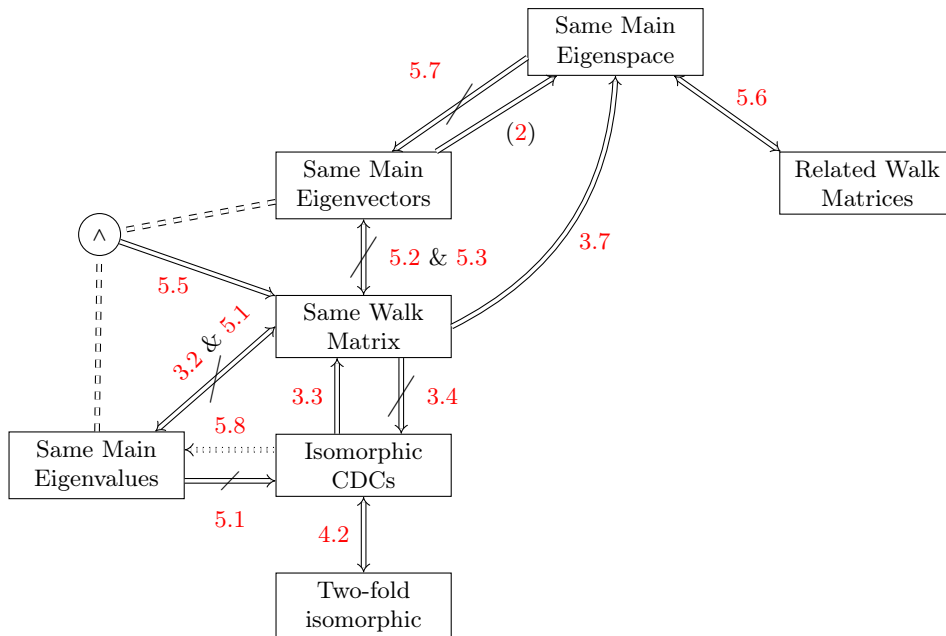 Same Main
Eigenspace
5.7
5.6
(2)
Same Main
Eigenvectors
Related Walk
Matrices
∧
5.2 & 5.3
3.7
5.5
Same Walk
Matrix
3.2 & 5.1
3.3
3.4
5.8
Same Main
Eigenvalues
Isomorphic
CDCs
5.1
4.2
Two-fold
isomorphic